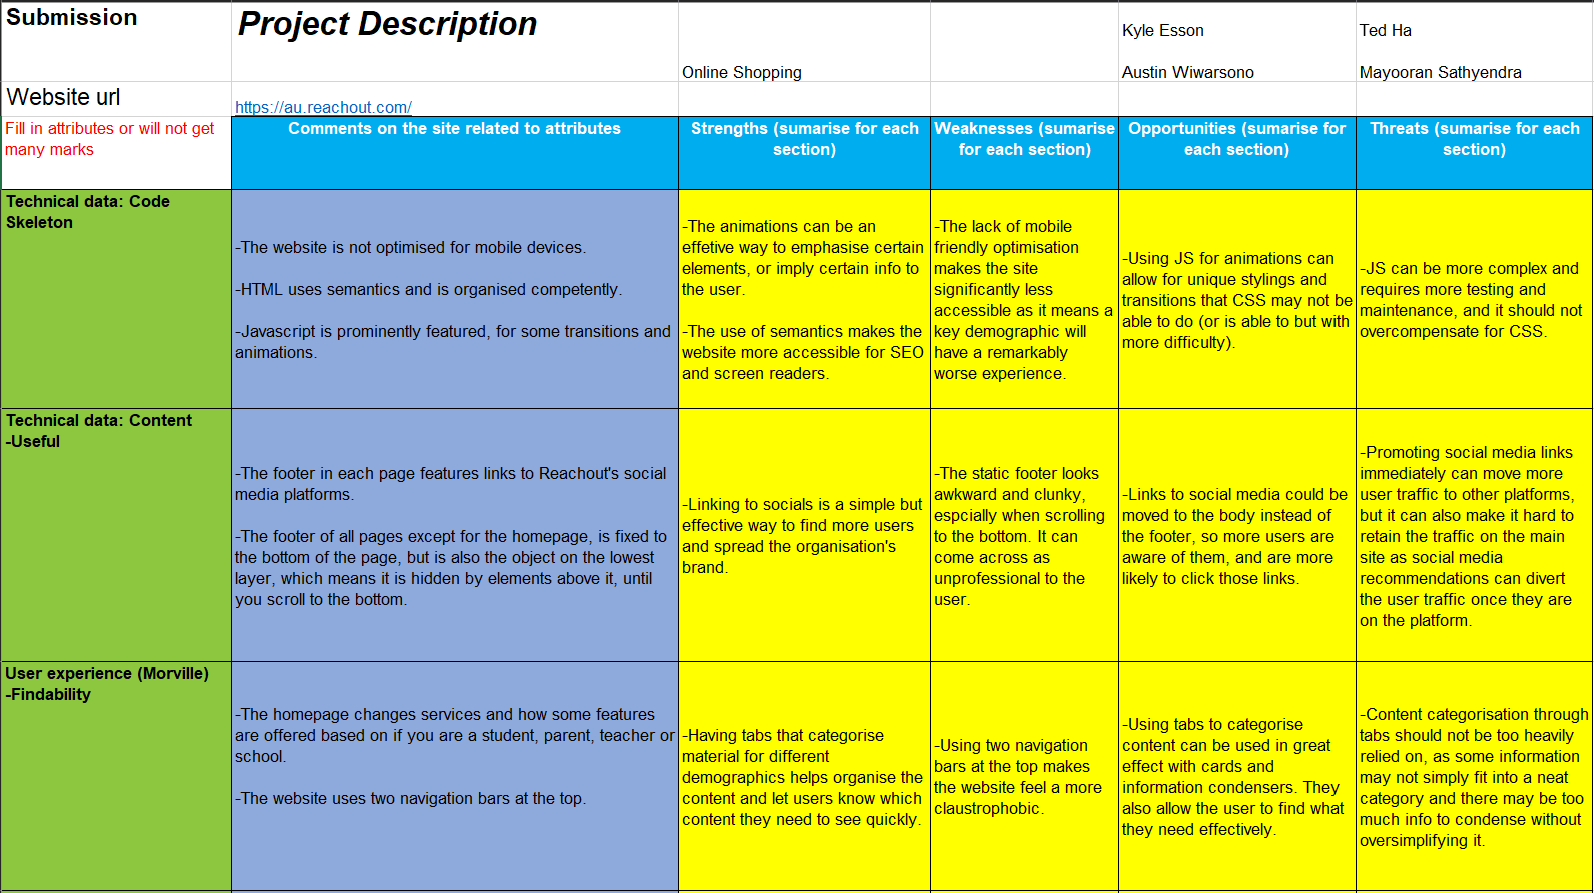 Submission
Project Description
Online Shopping
Kyle Esson
Austin Wiwarsono
Ted Ha
Mayooran Sathyendra
Website url
https://au.reachout.com/
Fill in attributes or will not get
many marks
Comments on the site related to attributes
Strengths (sumarise for each
section)
Weaknesses (sumarise
for each section)
Opportunities (sumarise for
each section)
Threats (sumarise for each
section)
Technical data: Code
Skeleton
-The website is not optimised for mobile devices.
-HTML uses semantics and is organised competently.
-Javascript is prominently featured, for some transitions and
animations.
-The animations can be an
effetive way to emphasise certain
elements, or imply certain info to
the user.
-The use of semantics makes the
website more accessible for SEO
and screen readers.
-The lack of mobile
friendly optimisation
makes the site
significantly less
accessible as it means a
key demographic will
have a remarkably
worse experience.
-Using JS for animations can
allow for unique stylings and
transitions that CSS may not be
able to do (or is able to but with
more difficulty).
-JS can be more complex and
requires more testing and
maintenance, and it should not
overcompensate for CSS.
Technical data: Content
-Useful
-The footer in each page features links to Reachout's social
media platforms.
-The footer of all pages except for the homepage, is fixed to
the bottom of the page, but is also the object on the lowest
layer, which means it is hidden by elements above it, until
you scroll to the bottom.
-Linking to socials is a simple but
effective way to find more users
and spread the organisation's
brand.
-The static footer looks
awkward and clunky,
espcially when scrolling
to the bottom. It can
come across as
unprofessional to the
user.
-Links to social media could be
moved to the body instead of
the footer, so more users are
aware of them, and are more
likely to click those links.
-Promoting social media links
immediately can move more
user traffic to other platforms,
but it can also make it hard to
retain the traffic on the main
site as social media
recommendations can divert
the user traffic once they are
on the platform.
User experience (Morville)
-Findability
-The homepage changes services and how some features
are offered based on if you are a student, parent, teacher or
school.
-The website uses two navigation bars at the top.
-Having tabs that categorise
material for different
demographics helps organise the
content and let users know which
content they need to see quickly.
-Using two navigation
bars at the top makes
the website feel a more
claustrophobic.
-Using tabs to categorise
content can be used in great
effect with cards and
information condensers. They
also allow the user to find what
they need effectively.
-Content categorisation through
tabs should not be too heavily
relied on, as some information
may not simply fit into a neat
category and there may be too
much info to condense without
oversimplifying it.